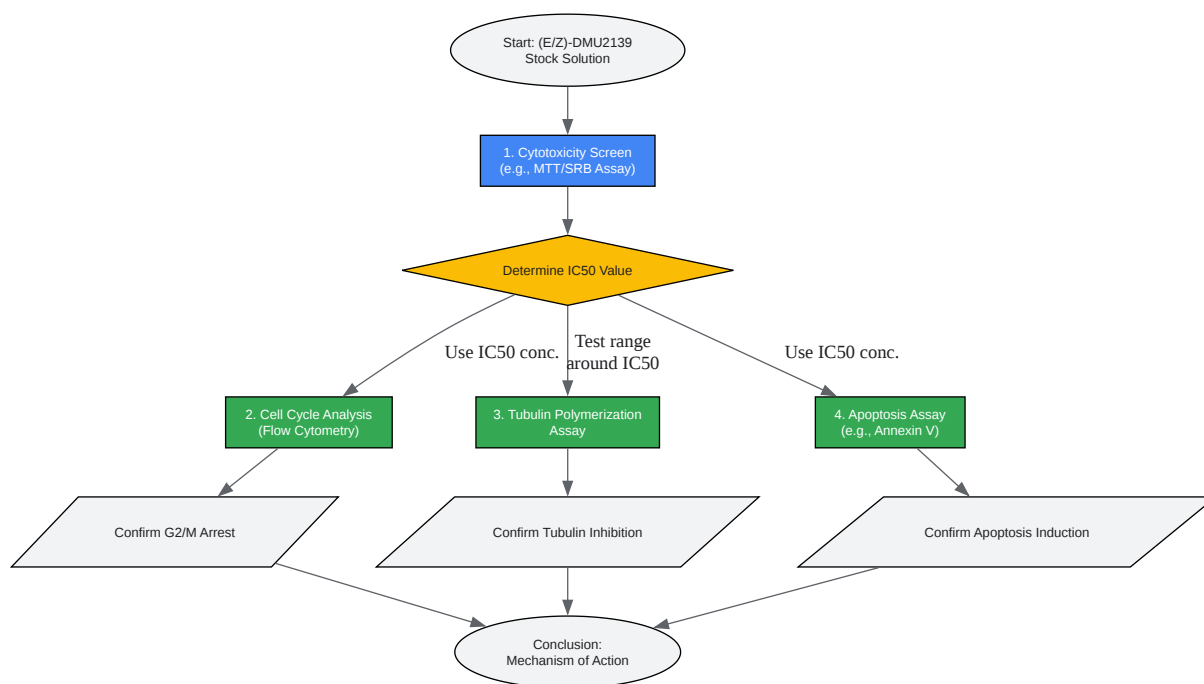 Start: (E/Z)-DMU2139
Stock Solution
1. Cytotoxicity Screen
(e.g., MTT/SRB Assay)
Determine IC50 Value
Use IC50 conc.
Test range
around IC50
Use IC50 conc.
2. Cell Cycle Analysis
(Flow Cytometry)
3. Tubulin Polymerization
Assay
4. Apoptosis Assay
(e.g., Annexin V)
Confirm G2/M Arrest
Confirm Tubulin Inhibition
Confirm Apoptosis Induction
Conclusion:
Mechanism of Action